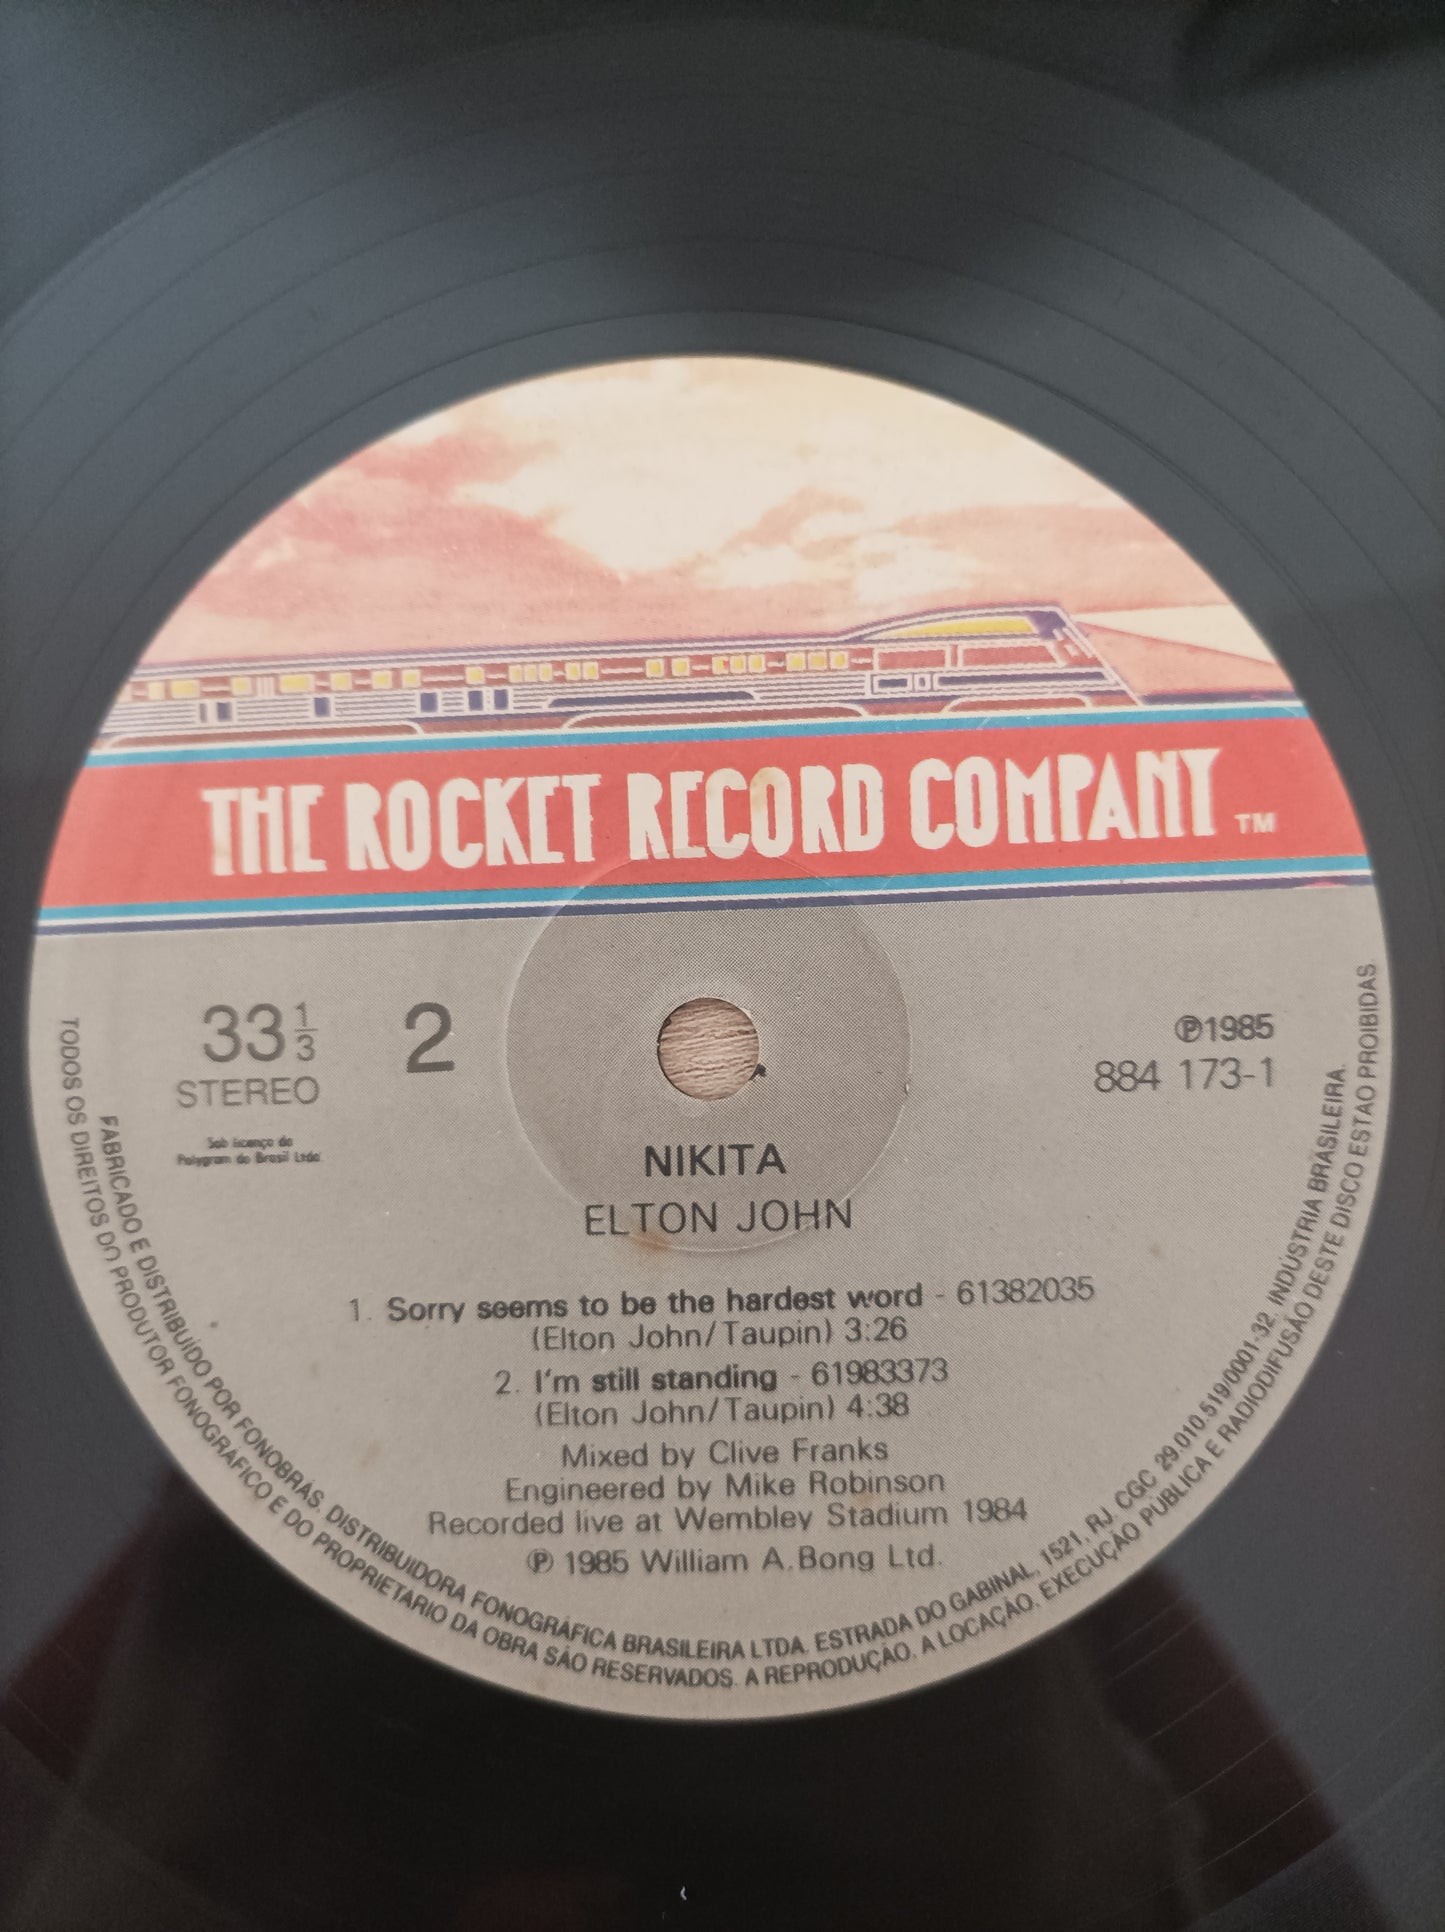 THE ROCKET RECORD COMPANY TM
33 1/3
STEREO
2
℗1985
884 173-1
Sob licença da
Polygram do Brasil Ltda
NIKITA
ELTON JOHN
1. Sorry seems to be the hardest word - 61382035
(Elton John/Taupin) 3:26
2. I'm still standing - 61983373
(Elton John/Taupin) 4:38
Mixed by Clive Franks
Engineered by Mike Robinson
Recorded live at Wembley Stadium 1984
℗ 1985 William A.Bong Ltd.
FABRICADO E DISTRIBUÍDO POR FONOBRÁS. DISTRIBUIDORA FONOGRÁFICA BRASILEIRA LTDA. ESTRADA DO GABINAL, 1521, RJ. CGC 29.010.519/0001-32. INDÚSTRIA BRASILEIRA.
TODOS OS DIREITOS DO PRODUTOR FONOGRÁFICO E DO PROPRIETÁRIO DA OBRA SÃO RESERVADOS. A REPRODUÇÃO, A LOCAÇÃO, EXECUÇÃO PÚBLICA E RADIODIFUSÃO DESTE DISCO ESTÃO PROIBIDAS.